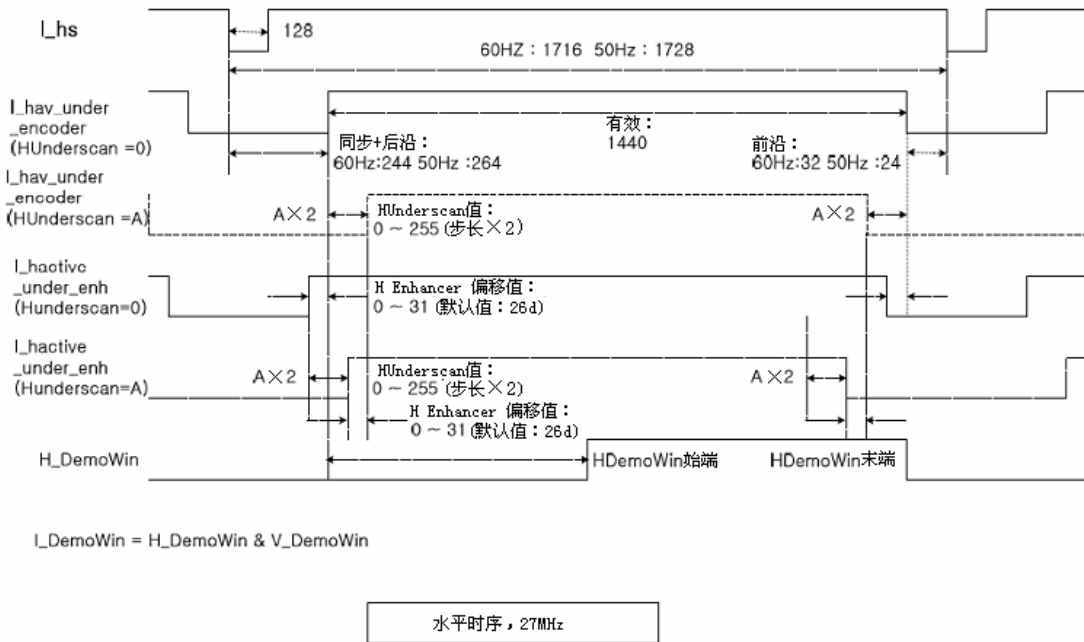 I_hs
128
60HZ：1716 50Hz：1728
I_hav_under
_encoder
(HUnderscan =0)
有效：
1440
同步+后沿：
60Hz:244 50Hz :264
前沿：
60Hz:32 50Hz :24
I_hav_under
_encoder
(HUnderscan =A)
A×2
HUnderscan值：
0 ~ 255 (步长×2)
A×2
I_hactive
_under_enh
(Hunderscan=0)
H Enhancer 偏移值：
0 ~ 31 (默认值：26d)
I_hactive
_under_enh
(Hunderscan=A)
A×2
HUnderscan值：
0 ~ 255 (步长×2)
A×2
H Enhancer 偏移值：
0 ~ 31 (默认值：26d)
H_DemoWin
HDemoWin始端
HDemoWin末端
I_DemoWin = H_DemoWin & V_DemoWin
水平时序，27MHz